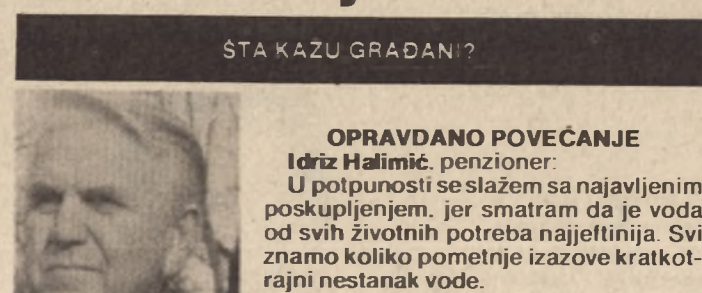 ŠTA KAŽU GRAĐANI?
OPRAVDANO POVEĆANJE
Idriz Halimić, penzioner:
U potpunosti se slažem sa najavljenim
poskupljenjem, jer smatram da je voda
od svih životnih potreba najjeftinija. Svi
znamo koliko pometnje izazove kratkot-
rajni nestanak vode.